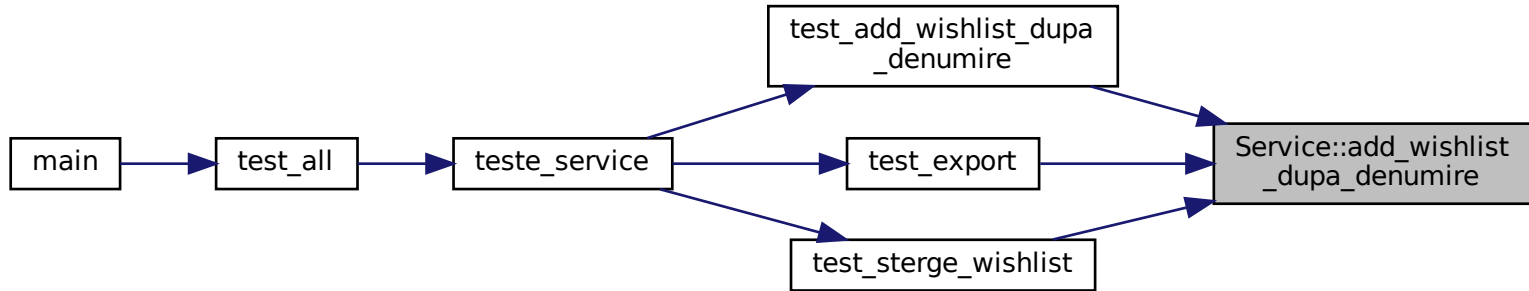 main
test_all
teste_service
test_add_wishlist_dupa
_denumire
test_export
test_sterge_wishlist
Service::add_wishlist
_dupa_denumire